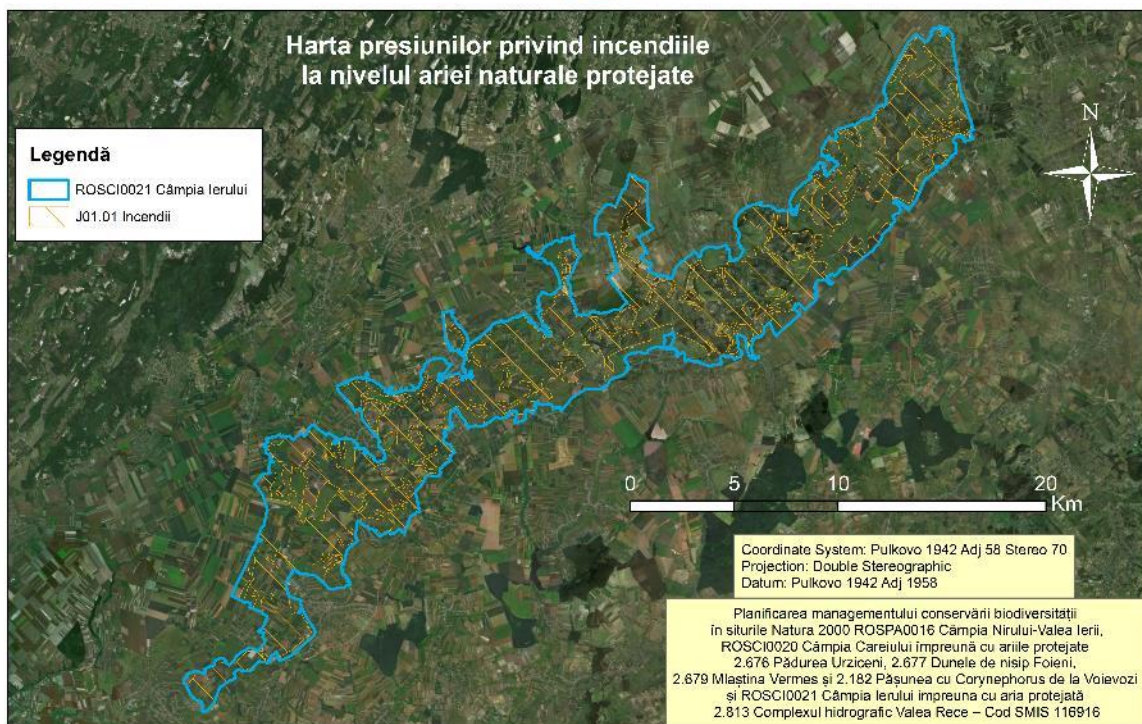 Harta presiunilor privind incendiile
la nivelul ariei naturale protejate
N
Legendă
ROSCI0021 Câmpia Ierului
J01.01 Incendii
0 5 10 20
Km
Coordinate System: Pulkovo 1942 Adj 58 Stereo 70
Projection: Double Stereographic
Datum: Pulkovo 1942 Adj 1958
Planificarea managementului conservării biodiversității
în siturile Natura 2000 ROSPA0016 Câmpia Nirului-Valea Ierii,
ROSCI0020 Câmpia Careiului împreună cu ariile protejate
2.676 Pădurea Urziceni, 2.677 Dunele de nisip Foieni,
2.679 Mlaștina Vermes și 2.182 Pășunea cu Corynephorus de la Voievozi
și ROSCI0021 Câmpia Ierului impreuna cu aria protejată
2.813 Complexul hidrografic Valea Rece – Cod SMIS 116916